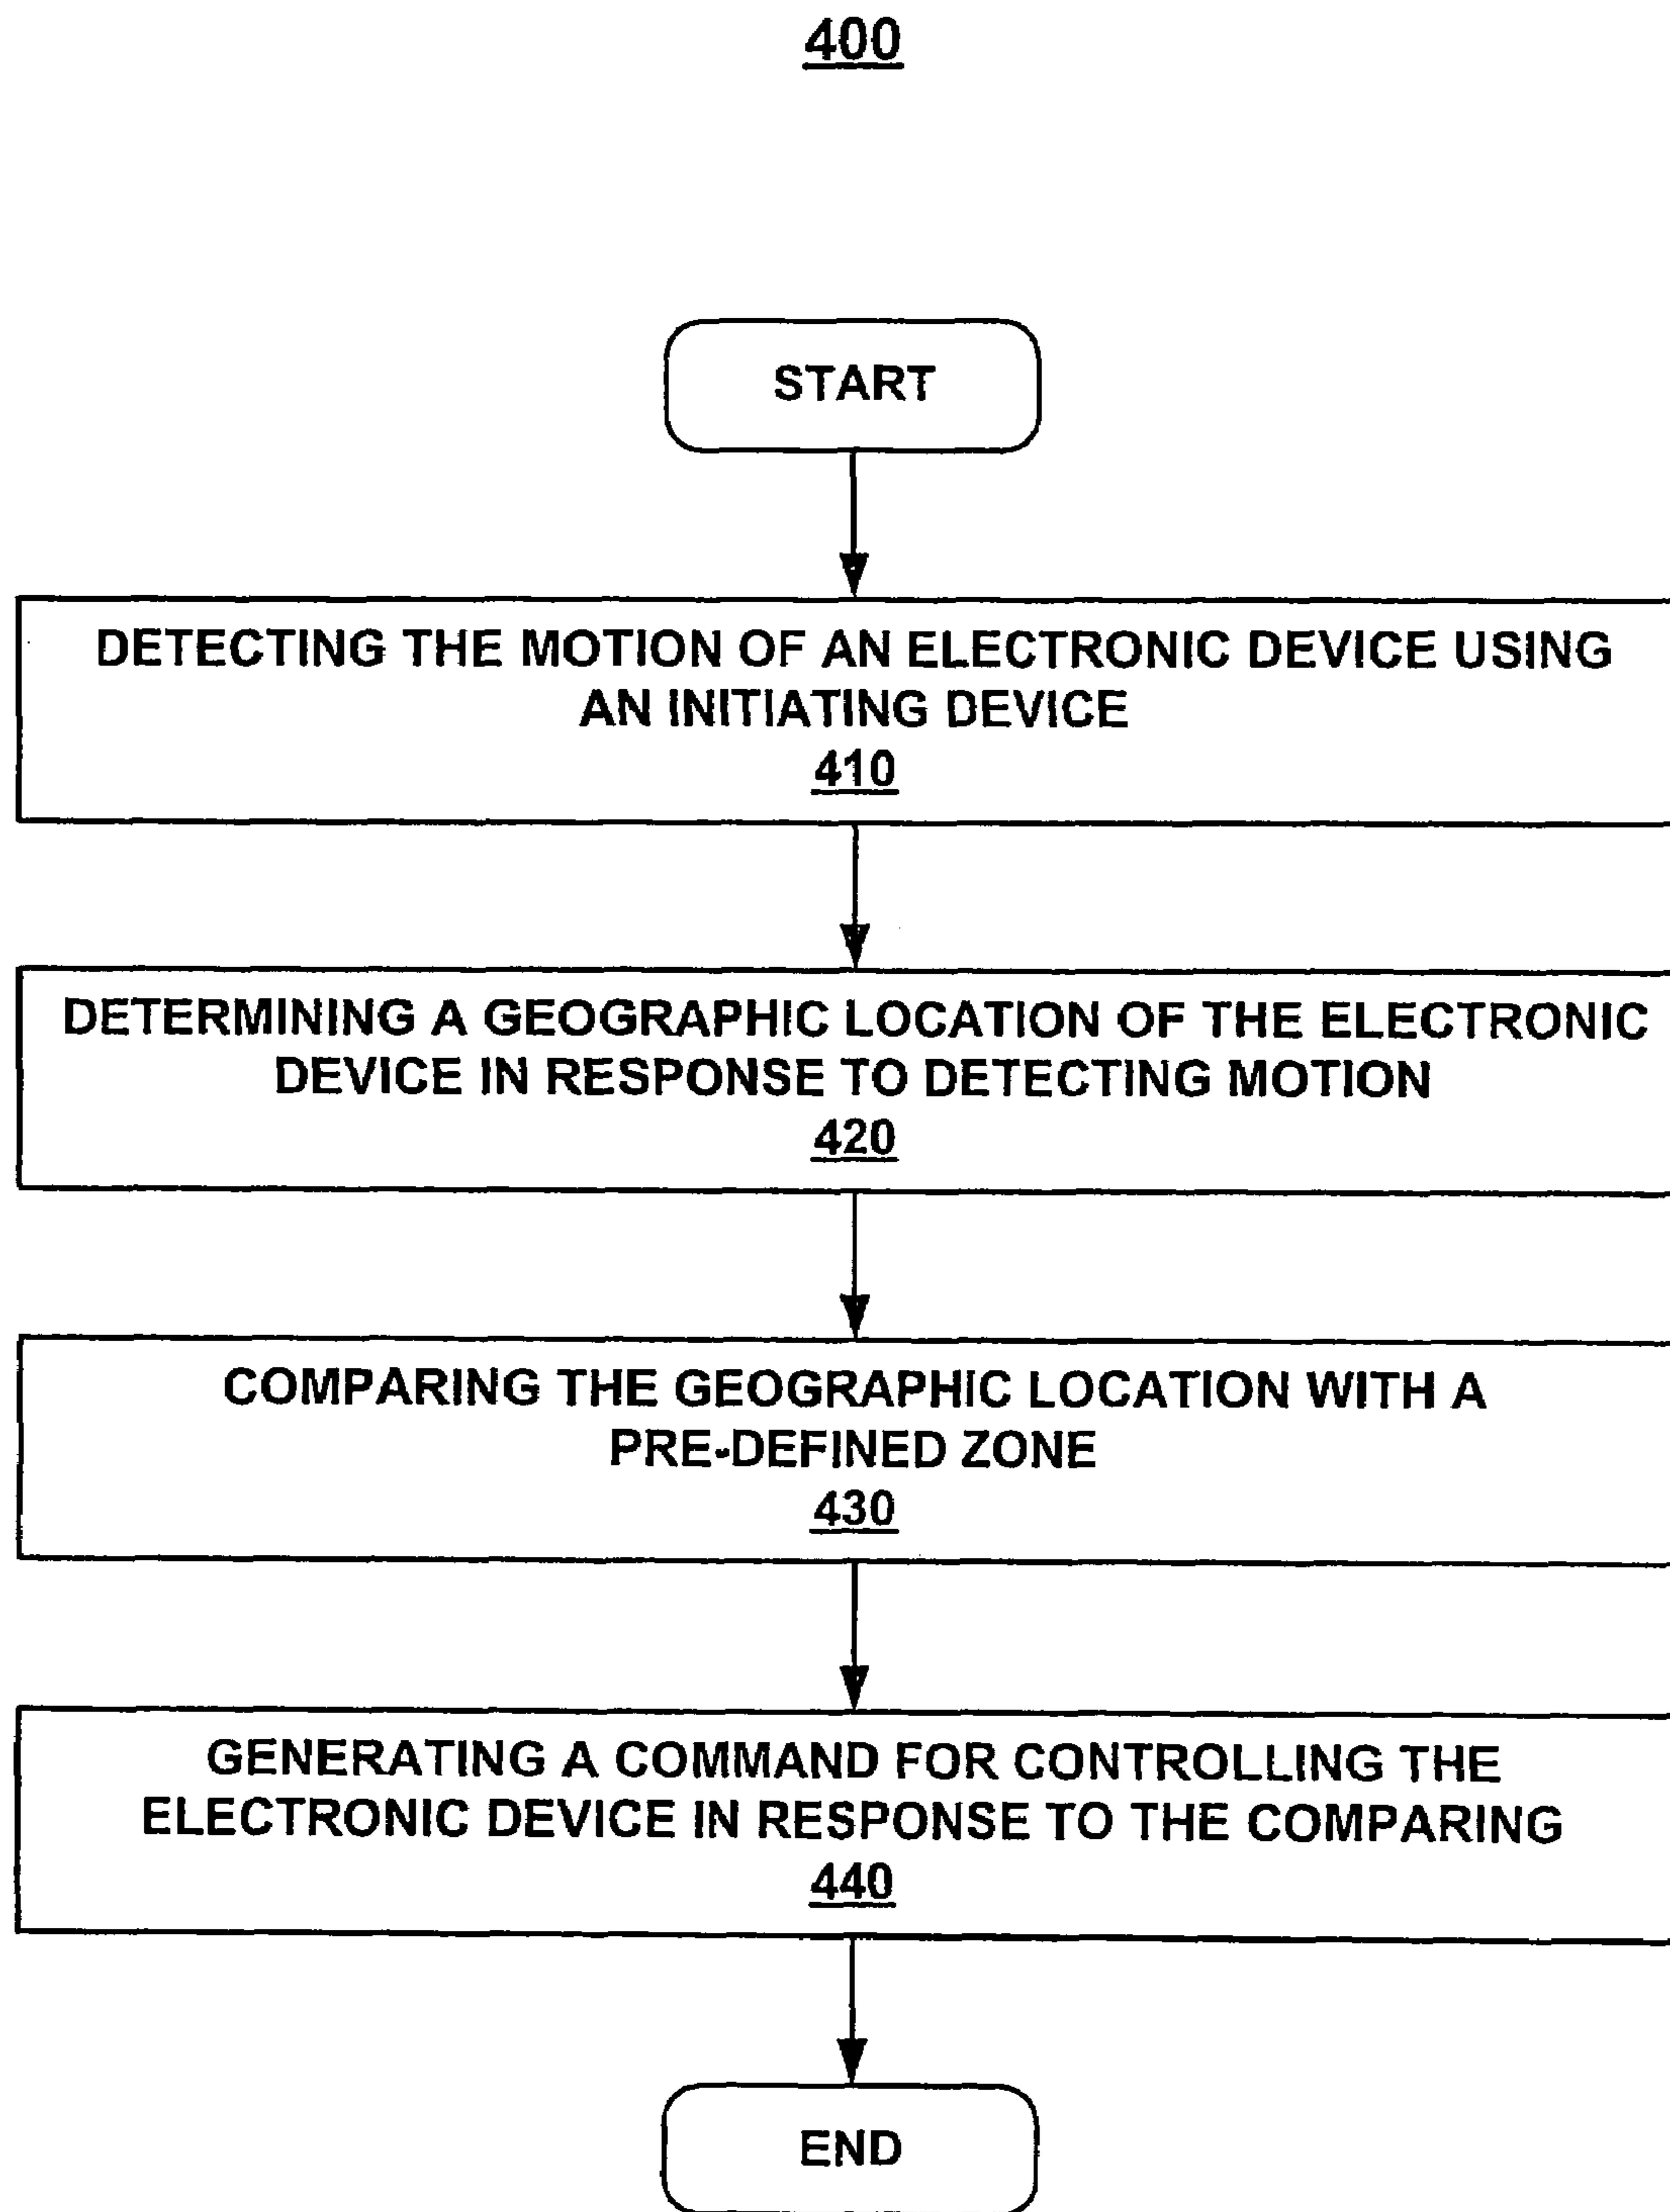 400
START
DETECTING THE MOTION OF AN ELECTRONIC DEVICE USING
AN INITIATING DEVICE
410
DETERMINING A GEOGRAPHIC LOCATION OF THE ELECTRONIC
DEVICE IN RESPONSE TO DETECTING MOTION
420
COMPARING THE GEOGRAPHIC LOCATION WITH A
PRE-DEFINED ZONE
430
GENERATING A COMMAND FOR CONTROLLING THE
ELECTRONIC DEVICE IN RESPONSE TO THE COMPARING
440
END